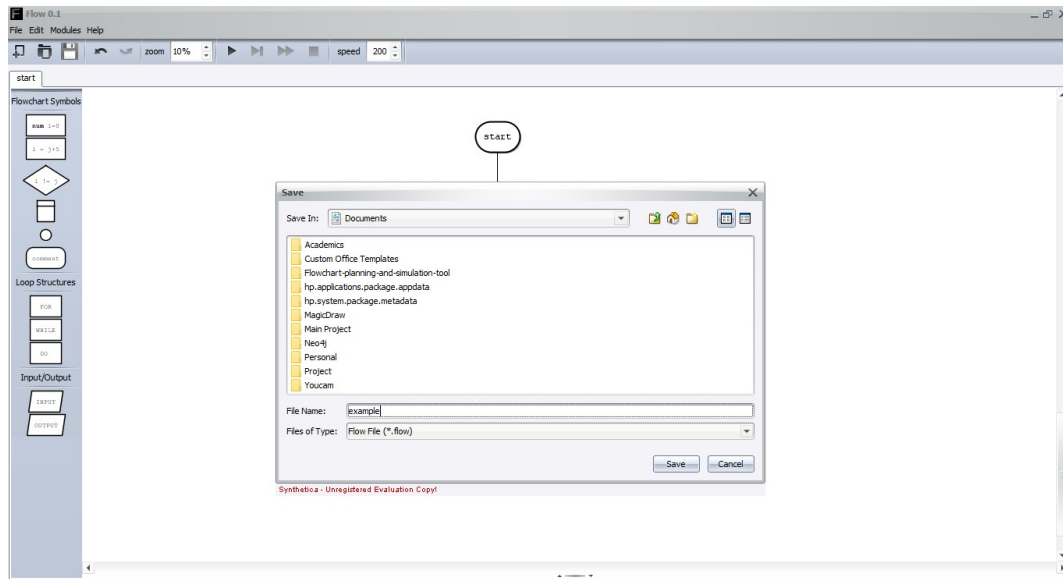 F Flow 0.1
File Edit Modules Help
zoom 10% speed 200
start
Flowchart Symbols
num i=0
i = j+5
i != j
comment
Loop Structures
FOR
WHILE
DO
Input/Output
INPUT
OUTPUT
start
Save
Save In: Documents
Academics
Custom Office Templates
Flowchart-planning-and-simulation-tool
hp.applications.package.appdata
hp.system.package.metadata
MagicDraw
Main Project
Neo4j
Personal
Project
Youcam
File Name: example
Files of Type: Flow File (*.flow)
Save Cancel
Synthetica - Unregistered Evaluation Copy!